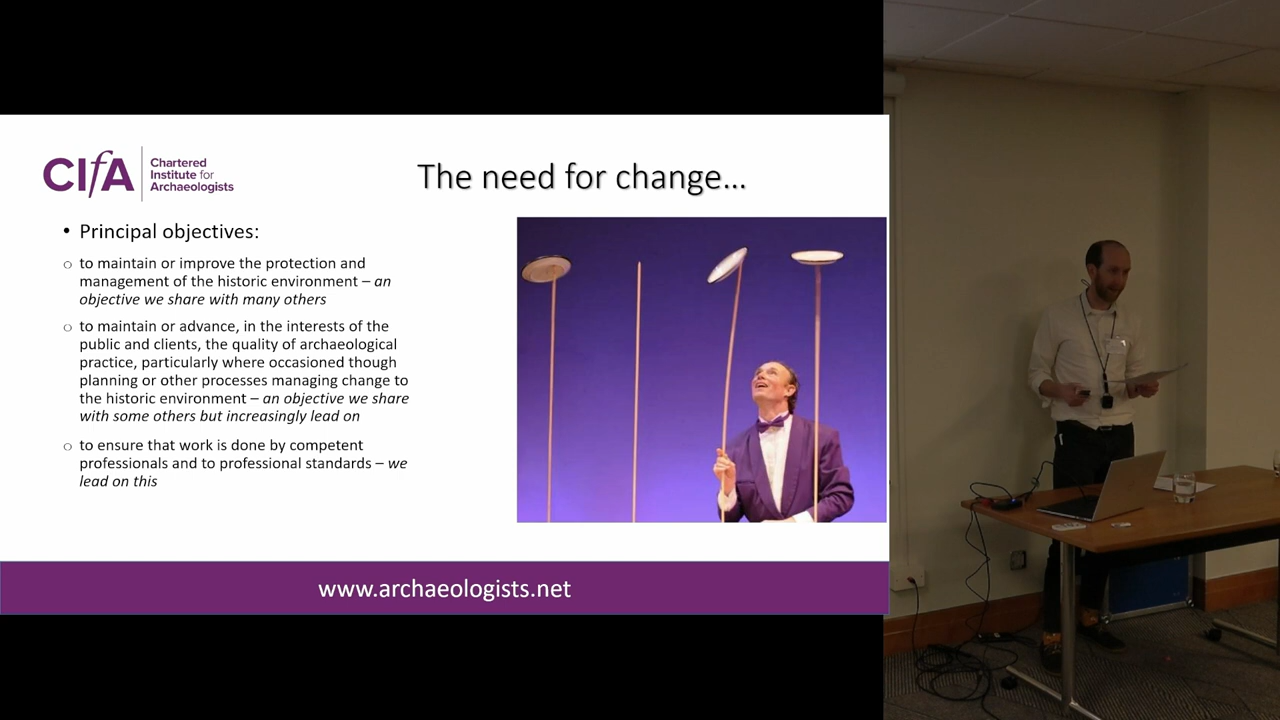 CIfA
Chartered
Institute for
Archaeologists
The need for change...
• Principal objectives:
○ to maintain or improve the protection and
management of the historic environment – an
objective we share with many others
○ to maintain or advance, in the interests of the
public and clients, the quality of archaeological
practice, particularly where occasioned though
planning or other processes managing change to
the historic environment – an objective we share
with some others but increasingly lead on
○ to ensure that work is done by competent
professionals and to professional standards – we
lead on this
www.archaeologists.net